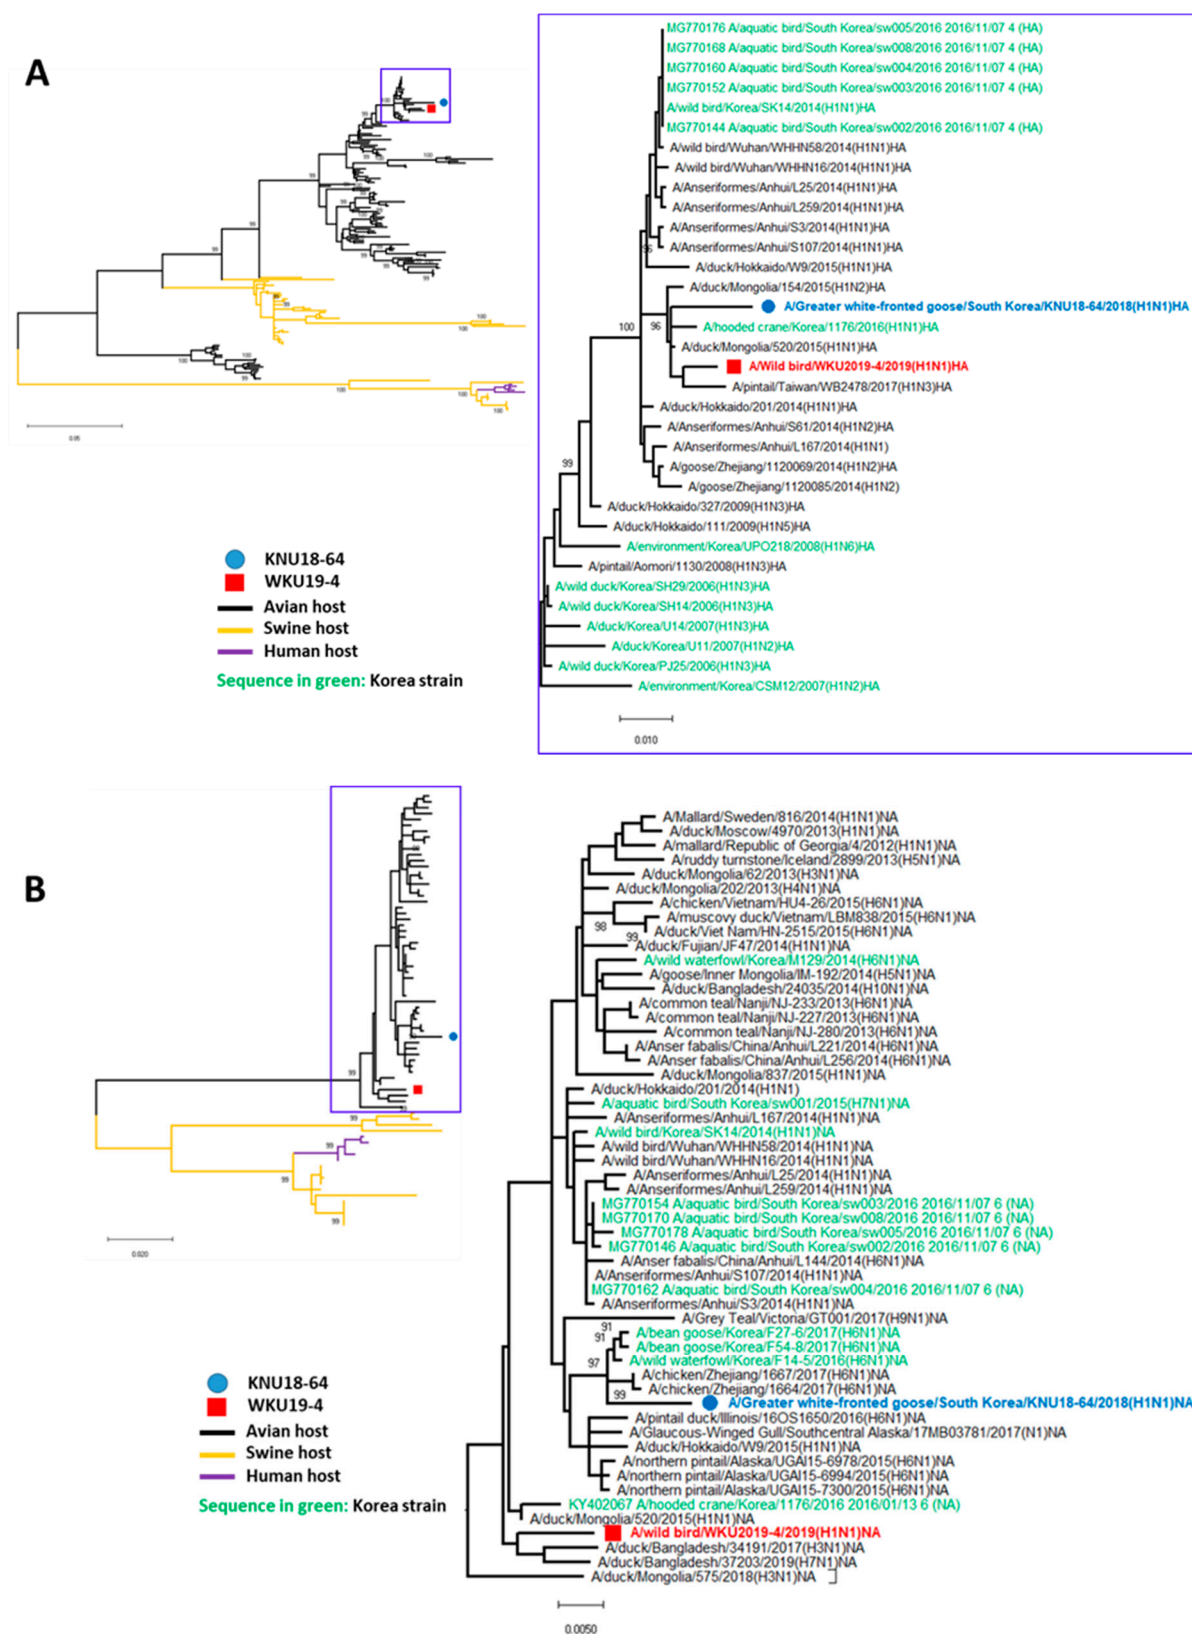 A
MG770176 A/aquatic bird/South Korea/sw005/2016 2016/11/07 4 (HA)
MG770168 A/aquatic bird/South Korea/sw008/2016 2016/11/07 4 (HA)
MG770160 A/aquatic bird/South Korea/sw004/2016 2016/11/07 4 (HA)
MG770152 A/aquatic bird/South Korea/sw003/2016 2016/11/07 4 (HA)
A/wild bird/Korea/SK14/2014(H1N1)HA
MG770144 A/aquatic bird/South Korea/sw002/2016 2016/11/07 4 (HA)
A/wild bird/Wuhan/WHHN58/2014(H1N1)HA
A/wild bird/Wuhan/WHHN16/2014(H1N1)HA
A/Anseriformes/Anhui/L25/2014(H1N1)HA
A/Anseriformes/Anhui/L259/2014(H1N1)HA
A/Anseriformes/Anhui/S3/2014(H1N1)HA
A/Anseriformes/Anhui/S107/2014(H1N1)HA
96
A/duck/Hokkaido/W9/2015(H1N1)HA
A/duck/Mongolia/154/2015(H1N2)HA
A/Greater white-fronted goose/South Korea/KNU18-64/2018(H1N1)HA
100
96
A/hooded crane/Korea/1176/2016(H1N1)HA
A/duck/Mongolia/520/2015(H1N1)HA
A/Wild bird/WKU2019-4/2019(H1N1)HA
A/pintail/Taiwan/WB2478/2017(H1N3)HA
A/duck/Hokkaido/201/2014(H1N1)HA
A/Anseriformes/Anhui/S61/2014(H1N2)HA
A/Anseriformes/Anhui/L167/2014(H1N1)
99
A/goose/Zhejiang/1120069/2014(H1N2)HA
A/goose/Zhejiang/1120085/2014(H1N2)
A/duck/Hokkaido/327/2009(H1N3)HA
A/duck/Hokkaido/111/2009(H1N5)HA
A/environment/Korea/UPO218/2008(H1N6)HA
A/pintail/Aomori/1130/2008(H1N3)HA
A/wild duck/Korea/SH29/2006(H1N3)HA
A/wild duck/Korea/SH14/2006(H1N3)HA
A/duck/Korea/U14/2007(H1N3)HA
A/duck/Korea/U11/2007(H1N2)HA
A/wild duck/Korea/PJ25/2006(H1N3)HA
A/environment/Korea/CSM12/2007(H1N2)HA
0.010
0.05
KNU18-64
WKU19-4
Avian host
Swine host
Human host
Sequence in green: Korea strain
B
A/Mallard/Sweden/816/2014(H1N1)NA
A/duck/Moscow/4970/2013(H1N1)NA
A/mallard/Republic of Georgia/4/2012(H1N1)NA
A/ruddy turnstone/Iceland/2899/2013(H5N1)NA
A/duck/Mongolia/62/2013(H3N1)NA
A/duck/Mongolia/202/2013(H4N1)NA
A/chicken/Vietnam/HU4-26/2015(H6N1)NA
98
A/muscovy duck/Vietnam/LBM838/2015(H6N1)NA
99
A/duck/Viet Nam/HN-2515/2015(H6N1)NA
A/duck/Fujian/JF47/2014(H1N1)NA
A/wild waterfowl/Korea/M129/2014(H6N1)NA
A/goose/Inner Mongolia/IM-192/2014(H5N1)NA
A/duck/Bangladesh/24035/2014(H10N1)NA
A/common teal/Nanji/NJ-233/2013(H6N1)NA
A/common teal/Nanji/NJ-227/2013(H6N1)NA
A/common teal/Nanji/NJ-280/2013(H6N1)NA
A/Anser fabalis/China/Anhui/L221/2014(H6N1)NA
A/Anser fabalis/China/Anhui/L256/2014(H6N1)NA
A/duck/Mongolia/837/2015(H1N1)NA
A/duck/Hokkaido/201/2014(H1N1)
A/aquatic bird/South Korea/sw001/2015(H7N1)NA
A/Anseriformes/Anhui/L167/2014(H1N1)NA
A/wild bird/Korea/SK14/2014(H1N1)NA
A/wild bird/Wuhan/WHHN58/2014(H1N1)NA
A/wild bird/Wuhan/WHHN16/2014(H1N1)NA
A/Anseriformes/Anhui/L25/2014(H1N1)NA
A/Anseriformes/Anhui/L259/2014(H1N1)NA
MG770154 A/aquatic bird/South Korea/sw003/2016 2016/11/07 6 (NA)
MG770170 A/aquatic bird/South Korea/sw008/2016 2016/11/07 6 (NA)
MG770178 A/aquatic bird/South Korea/sw005/2016 2016/11/07 6 (NA)
MG770146 A/aquatic bird/South Korea/sw002/2016 2016/11/07 6 (NA)
A/Anser fabalis/China/Anhui/L144/2014(H6N1)NA
A/Anseriformes/Anhui/S107/2014(H1N1)NA
MG770162 A/aquatic bird/South Korea/sw004/2016 2016/11/07 6 (NA)
A/Anseriformes/Anhui/S3/2014(H1N1)NA
A/Grey Teal/Victoria/GT001/2017(H9N1)NA
91
A/bean goose/Korea/F27-6/2017(H6N1)NA
91
A/bean goose/Korea/F54-8/2017(H6N1)NA
97
A/wild waterfowl/Korea/F14-5/2016(H6N1)NA
A/chicken/Zhejiang/1667/2017(H6N1)NA
99
A/chicken/Zhejiang/1664/2017(H6N1)NA
A/Greater white-fronted goose/South Korea/KNU18-64/2018(H1N1)NA
A/pintail duck/Illinois/16OS1650/2016(H6N1)NA
A/Glaucous-Winged Gull/Southcentral Alaska/17MB03781/2017(N1)NA
A/duck/Hokkaido/W9/2015(H1N1)NA
A/northern pintail/Alaska/UGAI15-6978/2015(H6N1)NA
A/northern pintail/Alaska/UGAI15-6994/2015(H6N1)NA
A/northern pintail/Alaska/UGAI15-7300/2015(H6N1)NA
KY402067 A/hooded crane/Korea/1176/2016 2016/01/13 6 (NA)
A/duck/Mongolia/520/2015(H1N1)NA
A/wild bird/WKU2019-4/2019(H1N1)NA
A/duck/Bangladesh/34191/2017(H3N1)NA
A/duck/Bangladesh/37203/2019(H7N1)NA
A/duck/Mongolia/575/2018(H3N1)NA
0.0050
0.020
KNU18-64
WKU19-4
Avian host
Swine host
Human host
Sequence in green: Korea strain